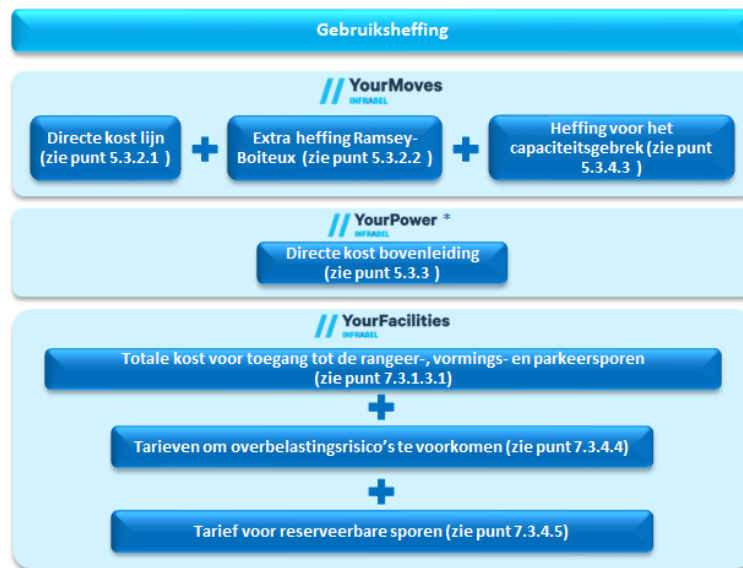 Gebruiksheffing
YourMoves
INFRABEL
Directe kost lijn
(zie punt 5.3.2.1 )
+
Extra heffing Ramsey-
Boiteux (zie punt 5.3.2.2 )
+
Heffing voor het
capaciteitsgebrek (zie punt
5.3.4.3 )
YourPower *
INFRABEL
Directe kost bovenleiding
(zie punt 5.3.3 )
YourFacilities
INFRABEL
Totale kost voor toegang tot de rangeer-, vormings- en parkeersporen
(zie punt 7.3.1.3.1)
+
Tarieven om overbelastingsrisico's te voorkomen (zie punt 7.3.4.4)
+
Tarief voor reserveerbare sporen (zie punt 7.3.4.5)